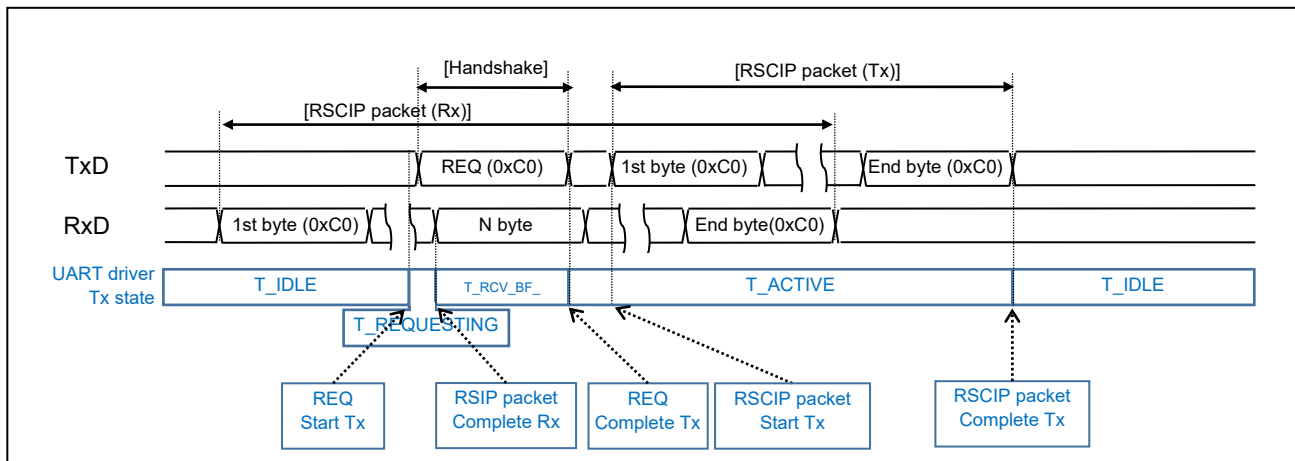 [Handshake]
[RSCIP packet (Tx)]
[RSCIP packet (Rx)]
TxD
REQ (0xC0)
1st byte (0xC0)
End byte (0xC0)
RxD
1st byte (0xC0)
N byte
End byte(0xC0)
UART driver
Tx state
T_IDLE
T_RCV_BF_
T_ACTIVE
T_IDLE
T_REQUESTING
REQ
Start Tx
RSIP packet
Complete Rx
REQ
Complete Tx
RSCIP packet
Start Tx
RSCIP packet
Complete Tx